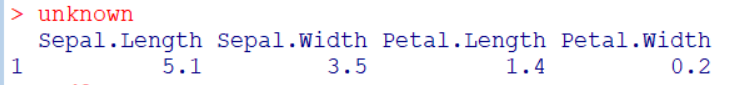 > unknown
Sepal.Length Sepal.Width Petal.Length Petal.Width
1 5.1 3.5 1.4 0.2